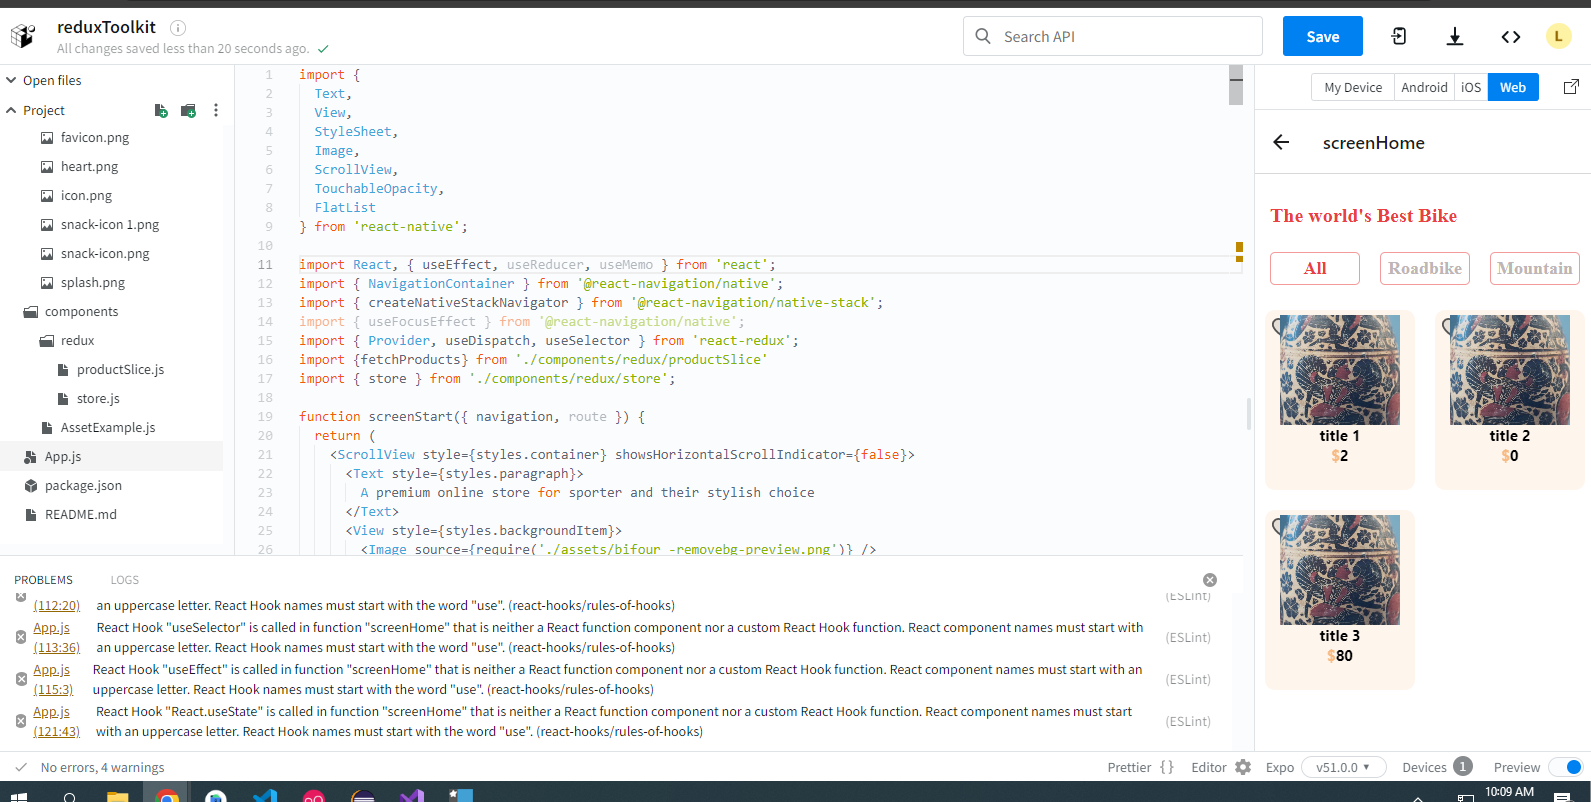 reduxToolkit
All changes saved less than 20 seconds ago.
Search API
Save
L
Open files
Project
favicon.png
heart.png
icon.png
snack-icon 1.png
snack-icon.png
splash.png
components
redux
productSlice.js
store.js
AssetExample.js
App.js
package.json
README.md
1 import {
2 Text,
3 View,
4 StyleSheet,
5 Image,
6 ScrollView,
7 TouchableOpacity,
8 FlatList
9 } from 'react-native';
10
11 import React, { useEffect, useReducer, useMemo } from 'react';
12 import { NavigationContainer } from '@react-navigation/native';
13 import { createNativeStackNavigator } from '@react-navigation/native-stack';
14 import { useFocusEffect } from '@react-navigation/native';
15 import { Provider, useDispatch, useSelector } from 'react-redux';
16 import {fetchProducts} from './components/redux/productSlice'
17 import { store } from './components/redux/store';
18
19 function screenStart({ navigation, route }) {
20 return (
21 <ScrollView style={styles.container} showsHorizontalScrollIndicator={false}>
22 <Text style={styles.paragraph}>
23 A premium online store for sporter and their stylish choice
24 </Text>
25 <View style={styles.backgroundItem}>
26 <Image source={require('./assets/bifour_-removebg-preview.png')} />
My Device
Android
iOS
Web
screenHome
The world's Best Bike
All
Roadbike
Mountain
title 1
$2
title 2
$0
title 3
$80
PROBLEMS
LOGS
(112:20) an uppercase letter. React Hook names must start with the word "use". (react-hooks/rules-of-hooks) (ESLint)
App.js React Hook "useSelector" is called in function "screenHome" that is neither a React function component nor a custom React Hook function. React component names must start with
(113:36) an uppercase letter. React Hook names must start with the word "use". (react-hooks/rules-of-hooks) (ESLint)
App.js React Hook "useEffect" is called in function "screenHome" that is neither a React function component nor a custom React Hook function. React component names must start with an
(115:3) uppercase letter. React Hook names must start with the word "use". (react-hooks/rules-of-hooks) (ESLint)
App.js React Hook "React.useState" is called in function "screenHome" that is neither a React function component nor a custom React Hook function. React component names must start
(121:43) with an uppercase letter. React Hook names must start with the word "use". (react-hooks/rules-of-hooks) (ESLint)
No errors, 4 warnings
Prettier { }
Editor
Expo
v51.0.0
Devices 1
Preview
10:09 AM